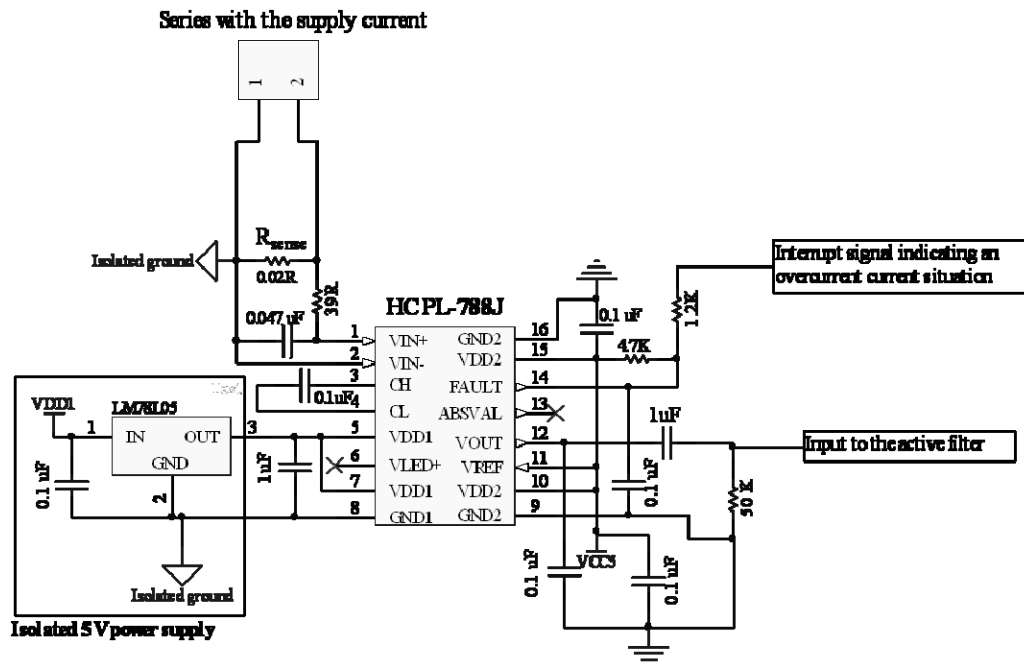 Series with the supply current
1 2
R sense
Isolated ground
0.02R
39R
0.047 uF
HCPL-788J
Interrupt signal indicating an
overcurrent current situation
1.2K
0.1 uF
4.7K
1 VIN+ GND2 16
2 VIN- VDD2 15
3 CH FAULT 14
4 CL ABSVAL 13
5 VDD1 VOUT 12
6 VLED+ VREF 11
7 VDD1 VDD2 10
8 GND1 GND2 9
0.1uF
1uF
Input to the active filter
50 K
0.1 uF
VDD1
LM78L05
1 IN OUT 3
GND
2
0.1 uF
1uF
Isolated ground
Isolated 5 V power supply
0.1 uF
VCC5
0.1 uF